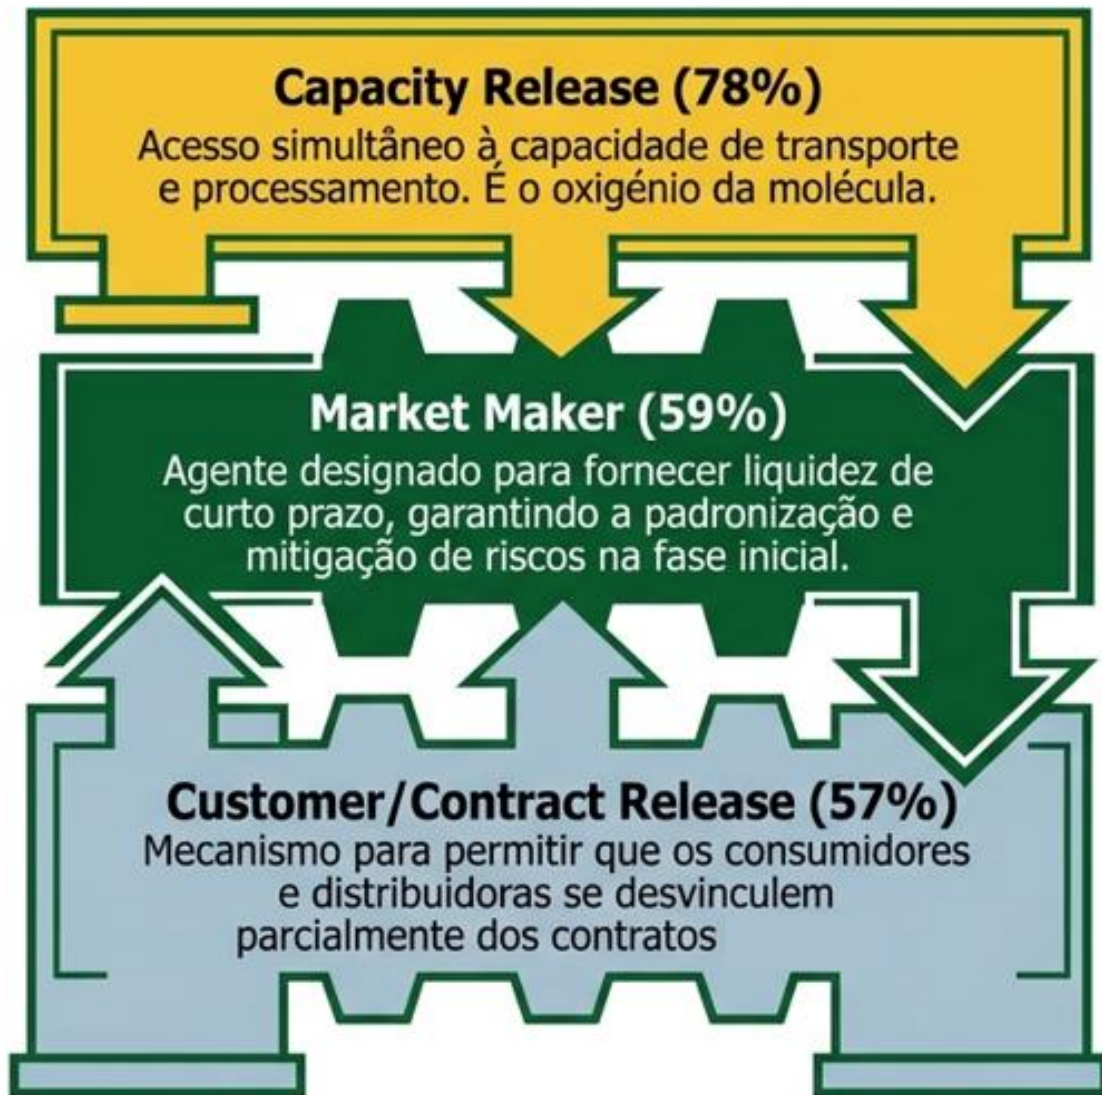 Capacity Release (78%)
Acesso simultâneo à capacidade de transporte
e processamento. É o oxigénio da molécula.
Market Maker (59%)
Agente designado para fornecer liquidez de
curto prazo, garantindo a padronização e
mitigação de riscos na fase inicial.
Customer/Contract Release (57%)
Mecanismo para permitir que os consumidores
e distribuidoras se desvinculem
parcialmente dos contratos